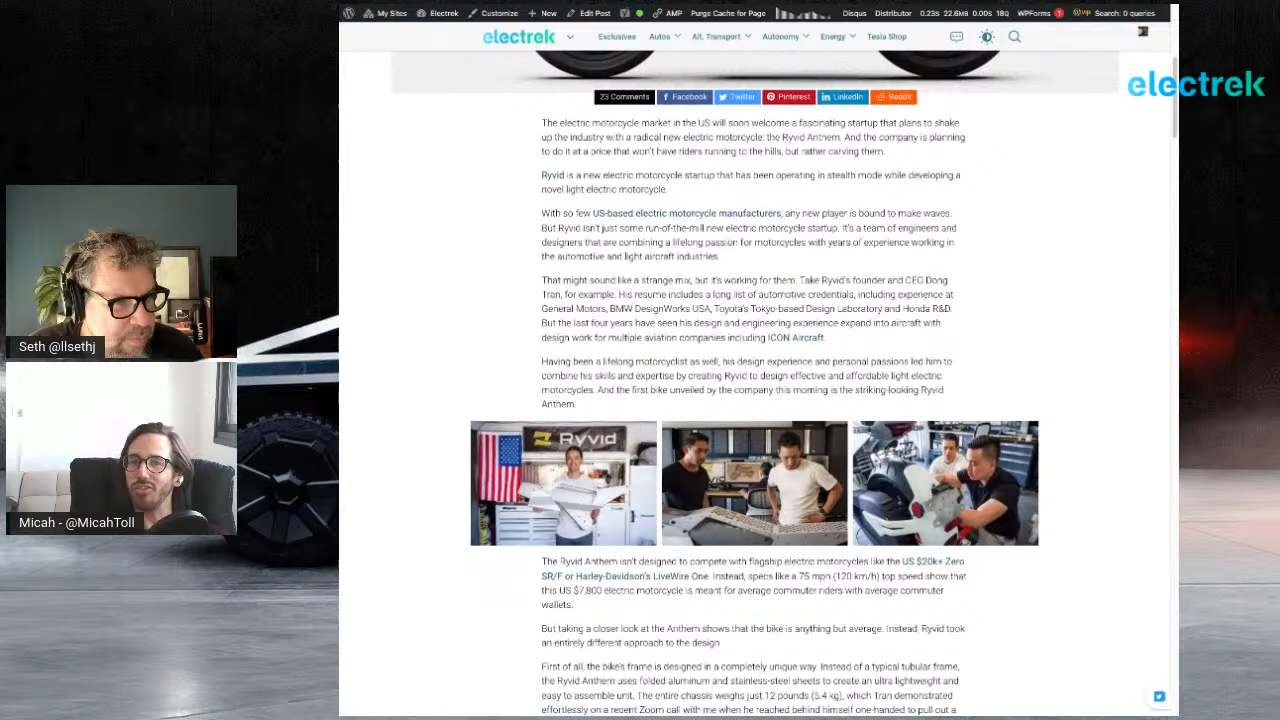 My Sites Electrek Customize New Edit Post AMP Purge Cache for Page Disqus Distributor 0.23s 22.6MB 0.00s 18Q WPForms 1 Search: 0 queries
electrek Exclusives Autos Alt. Transport Autonomy Energy Tesla Shop
electrek
23 Comments Facebook Twitter Pinterest LinkedIn Reddit
The electric motorcycle market in the US will soon welcome a fascinating startup that plans to shake
up the industry with a radical new electric motorcycle: the Ryvid Anthem. And the company is planning
to do it at a price that won't have riders running to the hills, but rather carving them.
Ryvid is a new electric motorcycle startup that has been operating in stealth mode while developing a
novel light electric motorcycle.
With so few US-based electric motorcycle manufacturers, any new player is bound to make waves.
But Ryvid isn't just some run-of-the-mill new electric motorcycle startup. It's a team of engineers and
designers that are combining a lifelong passion for motorcycles with years of experience working in
the automotive and light aircraft industries.
That might sound like a strange mix, but it's working for them. Take Ryvid's founder and CEO Dong
Tran, for example. His resume includes a long list of automotive credentials, including experience at
General Motors, BMW DesignWorks USA, Toyota's Tokyo-based Design Laboratory and Honda R&D.
But the last four years have seen his design and engineering experience expand into aircraft with
design work for multiple aviation companies including ICON Aircraft.
Having been a lifelong motorcyclist as well, his design experience and personal passions led him to
combine his skills and expertise by creating Ryvid to design effective and affordable light electric
motorcycles. And the first bike unveiled by the company this morning is the striking-looking Ryvid
Anthem.
Ryvid
The Ryvid Anthem isn't designed to compete with flagship electric motorcycles like the US $20k+ Zero
SR/F or Harley-Davidson's LiveWire One. Instead, specs like a 75 mph (120 km/h) top speed show that
this US $7,800 electric motorcycle is meant for average commuter riders with average commuter
wallets.
But taking a closer look at the Anthem shows that the bike is anything but average. Instead, Ryvid took
an entirely different approach to the design
First of all, the bike's frame is designed in a completely unique way. Instead of a typical tubular frame,
the Ryvid Anthem uses folded aluminum and stainless-steel sheets to create an ultra lightweight and
easy to assemble unit. The entire chassis weighs just 12 pounds (5.4 kg), which Tran demonstrated
effortlessly on a recent Zoom call with me when he reached behind himself one-handed to pull out a
Seth @llsethj
Micah - @MicahToll